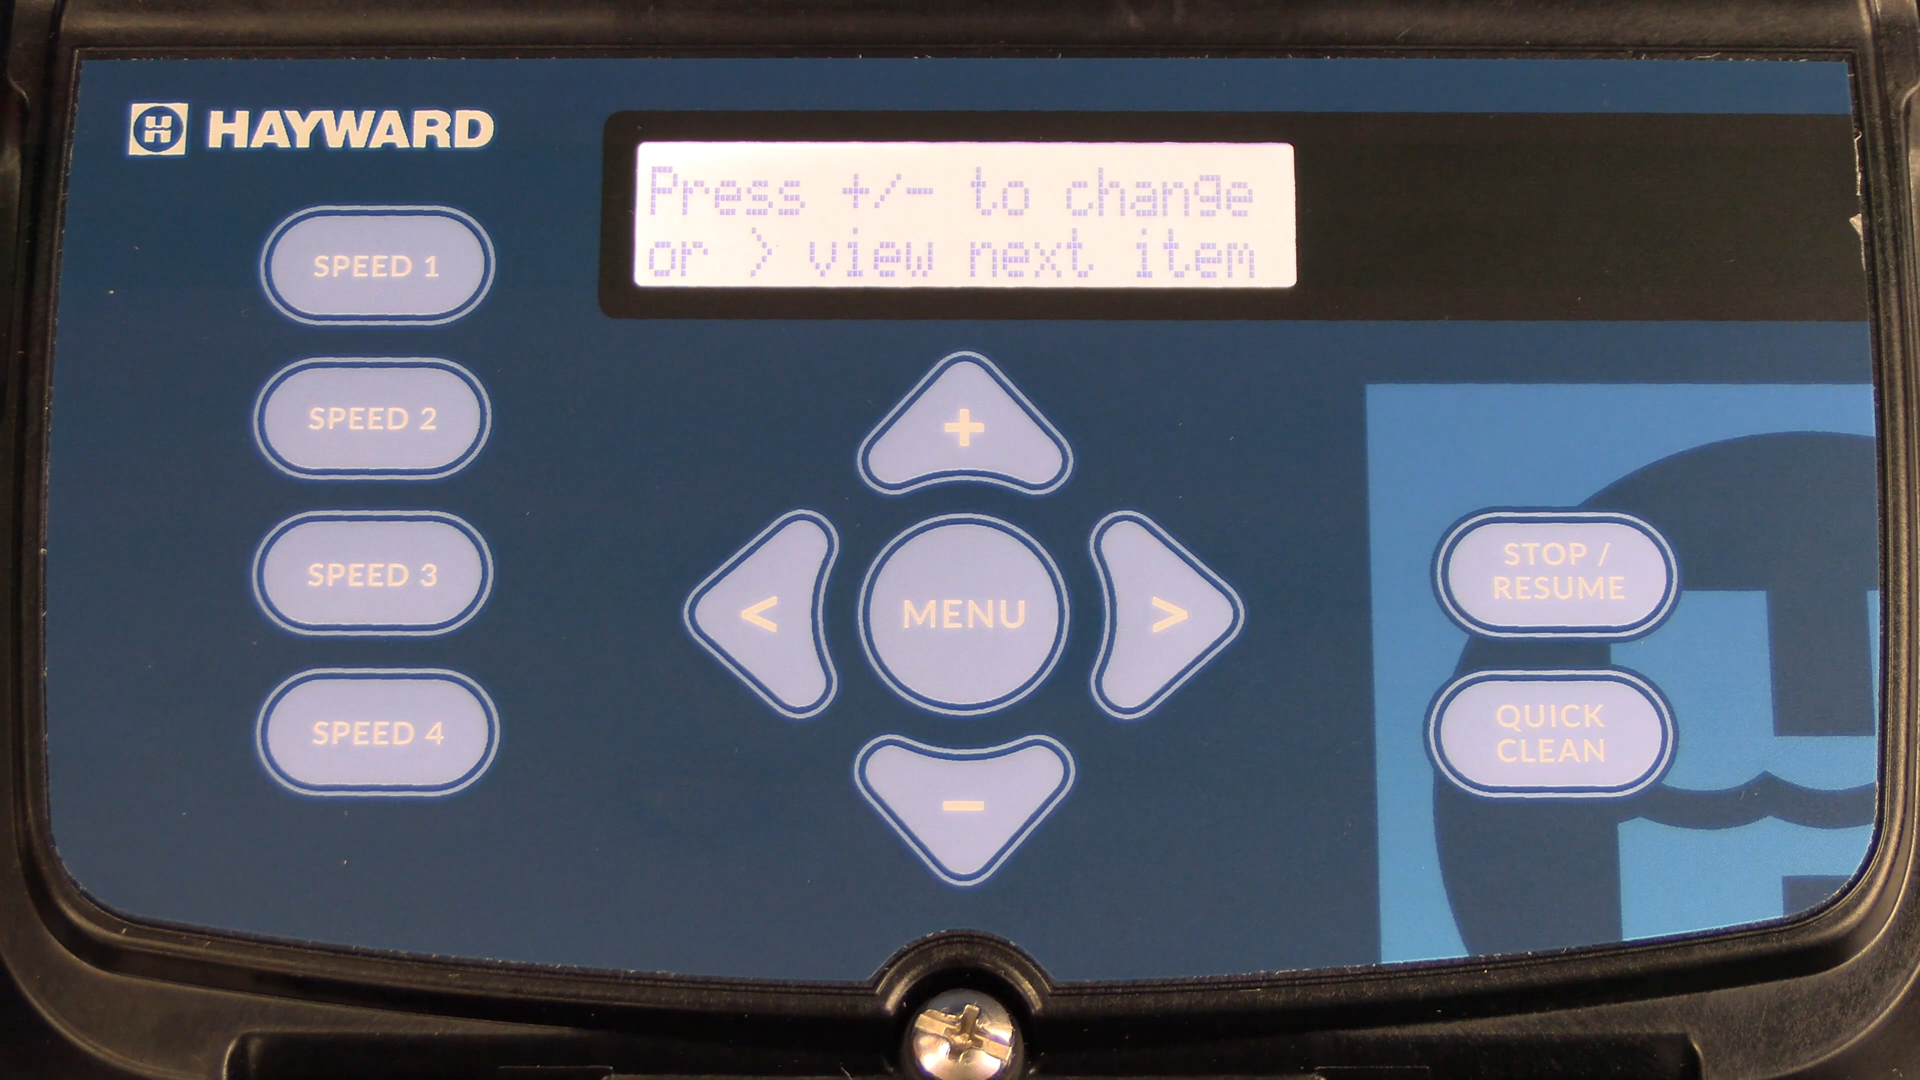 HAYWARD
Press +/- to change
or > view next item
SPEED 1
SPEED 2
SPEED 3
SPEED 4
+
<
MENU
>
-
STOP /
RESUME
QUICK
CLEAN